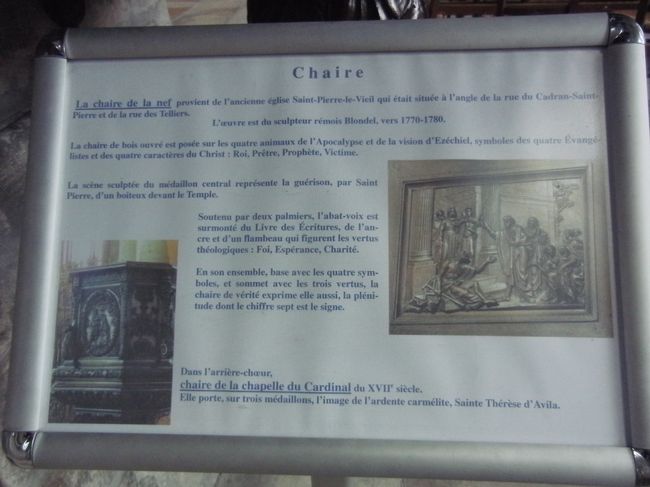 Chaire
La chaire de la nef provient de l'ancienne église Saint-Pierre-le-Vieil qui était située à l'angle de la rue du Cadran-Saint-
Pierre et de la rue des Telliers.
L'œuvre est du sculpteur rémois Blondel, vers 1770-1780.
La chaire de bois ouvré est posée sur les quatre animaux de l'Apocalypse et de la vision d'Ezéchiel, symboles des quatre Évangé-
listes et des quatre caractères du Christ : Roi, Prêtre, Prophète, Victime.
La scène sculptée du médaillon central représente la guérison, par Saint
Pierre, d'un boiteux devant le Temple.
Soutenu par deux palmiers, l'abat-voix est
surmonté du Livre des Écritures, de l'an-
cre et d'un flambeau qui figurent les vertus
théologiques : Foi, Espérance, Charité.
En son ensemble, base avec les quatre sym-
boles, et sommet avec les trois vertus, la
chaire de vérité exprime elle aussi, la pléni-
tude dont le chiffre sept est le signe.
Dans l'arrière-chœur,
chaire de la chapelle du Cardinal du XVIIe siècle.
Elle porte, sur trois médaillons, l'image de l'ardente carmélite, Sainte Thérèse d'Avila.